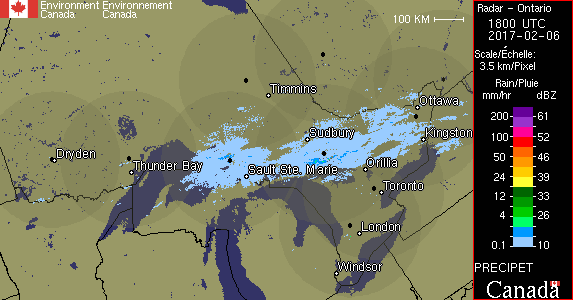 Environment Environnement
Canada Canada
100 KM
Timmins
Ottawa
Sudbury
Kingston
Dryden
Thunder Bay
Sault Ste. Marie
Orillia
Toronto
London
Windsor
Radar - Ontario
1800 UTC
2017-02-06
Scale/Échelle:
3.5 km/Pixel
Rain/Pluie
mm/hr dBZ
200 61
100 52
50 46
24 39
12 33
4 26
0.1 10
PRECIPET
Canada